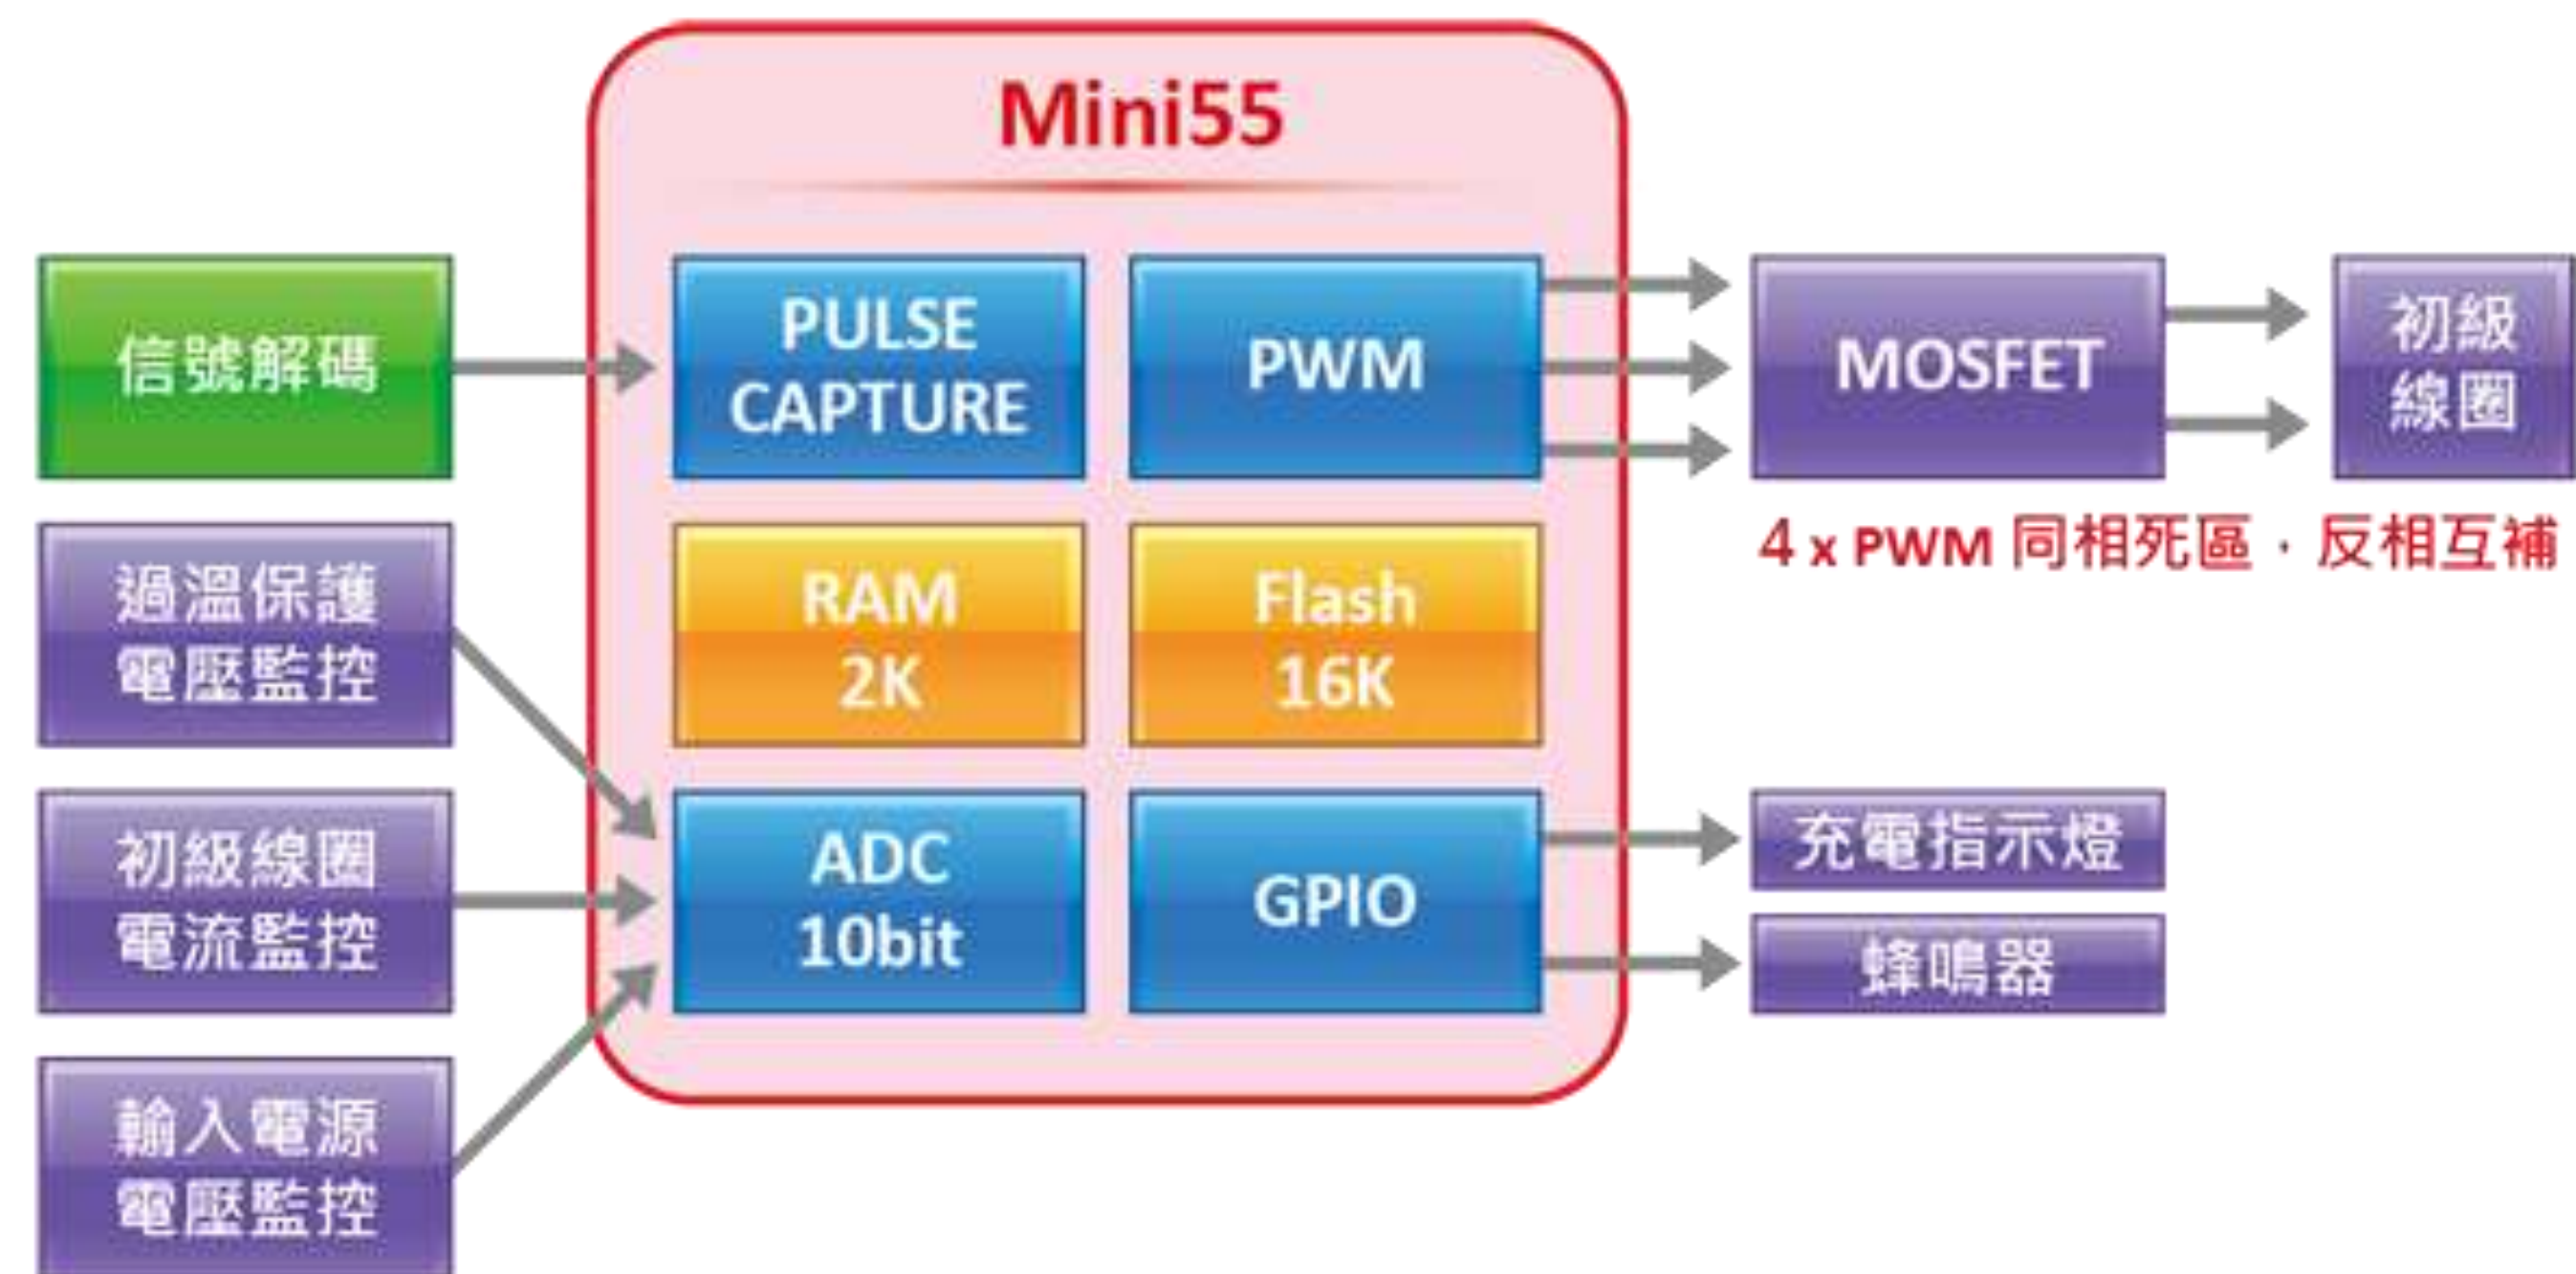 Mini55
信號解碼
PULSE
CAPTURE
PWM
MOSFET
初級
線圈
4 x PWM 同相死區，反相互補
過溫保護
電壓監控
RAM
2K
Flash
16K
初級線圈
電流監控
ADC
10bit
GPIO
充電指示燈
蜂鳴器
輸入電源
電壓監控